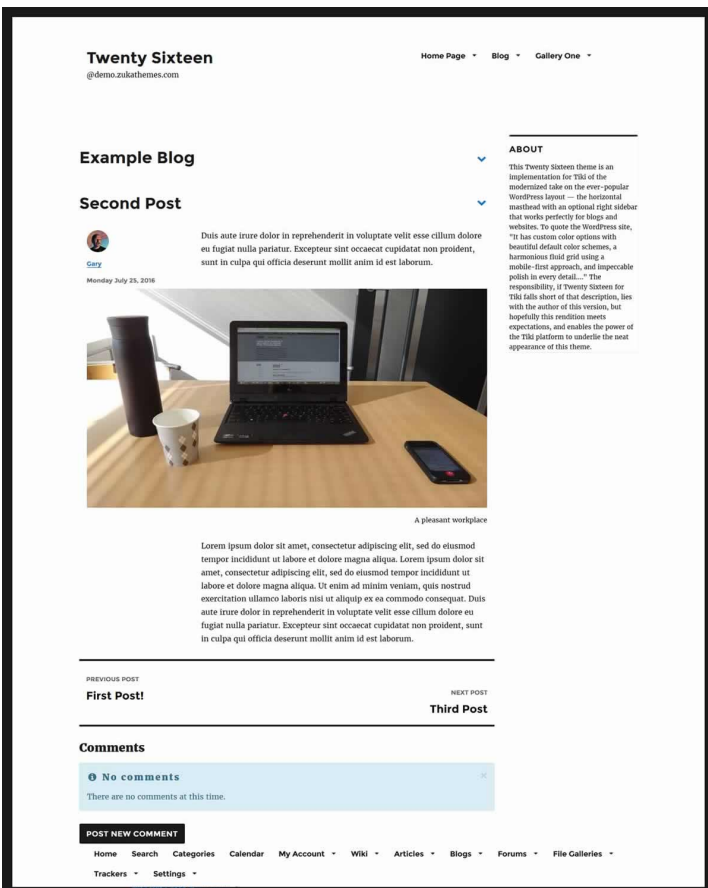 Twenty Sixteen
@demo.zukathemes.com
Home Page
Blog
Gallery One
Example Blog
Second Post
Gary
Monday July 25, 2016
Duis aute irure dolor in reprehenderit in voluptate velit esse cillum dolore
eu fugiat nulla pariatur. Excepteur sint occaecat cupidatat non proident,
sunt in culpa qui officia deserunt mollit anim id est laborum.
A pleasant workplace
Lorem ipsum dolor sit amet, consectetur adipiscing elit, sed do eiusmod
tempor incididunt ut labore et dolore magna aliqua. Lorem ipsum dolor sit
amet, consectetur adipiscing elit, sed do eiusmod tempor incididunt ut
labore et dolore magna aliqua. Ut enim ad minim veniam, quis nostrud
exercitation ullamco laboris nisi ut aliquip ex ea commodo consequat. Duis
aute irure dolor in reprehenderit in voluptate velit esse cillum dolore eu
fugiat nulla pariatur. Excepteur sint occaecat cupidatat non proident, sunt
in culpa qui officia deserunt mollit anim id est laborum.
PREVIOUS POST
First Post!
NEXT POST
Third Post
Comments
No comments
There are no comments at this time.
POST NEW COMMENT
ABOUT
This Twenty Sixteen theme is an
implementation for Tiki of the
modernized take on the ever-popular
WordPress layout — the horizontal
masthead with an optional right sidebar
that works perfectly for blogs and
websites. To quote the WordPress site,
"It has custom color options with
beautiful default color schemes, a
harmonious fluid grid using a
mobile-first approach, and impeccable
polish in every detail...." The
responsibility, if Twenty Sixteen for
Tiki falls short of that description, lies
with the author of this version, but
hopefully this rendition meets
expectations, and enables the power of
the Tiki platform to underlie the neat
appearance of this theme.
Home Search Categories Calendar My Account Wiki Articles Blogs Forums File Galleries
Trackers Settings